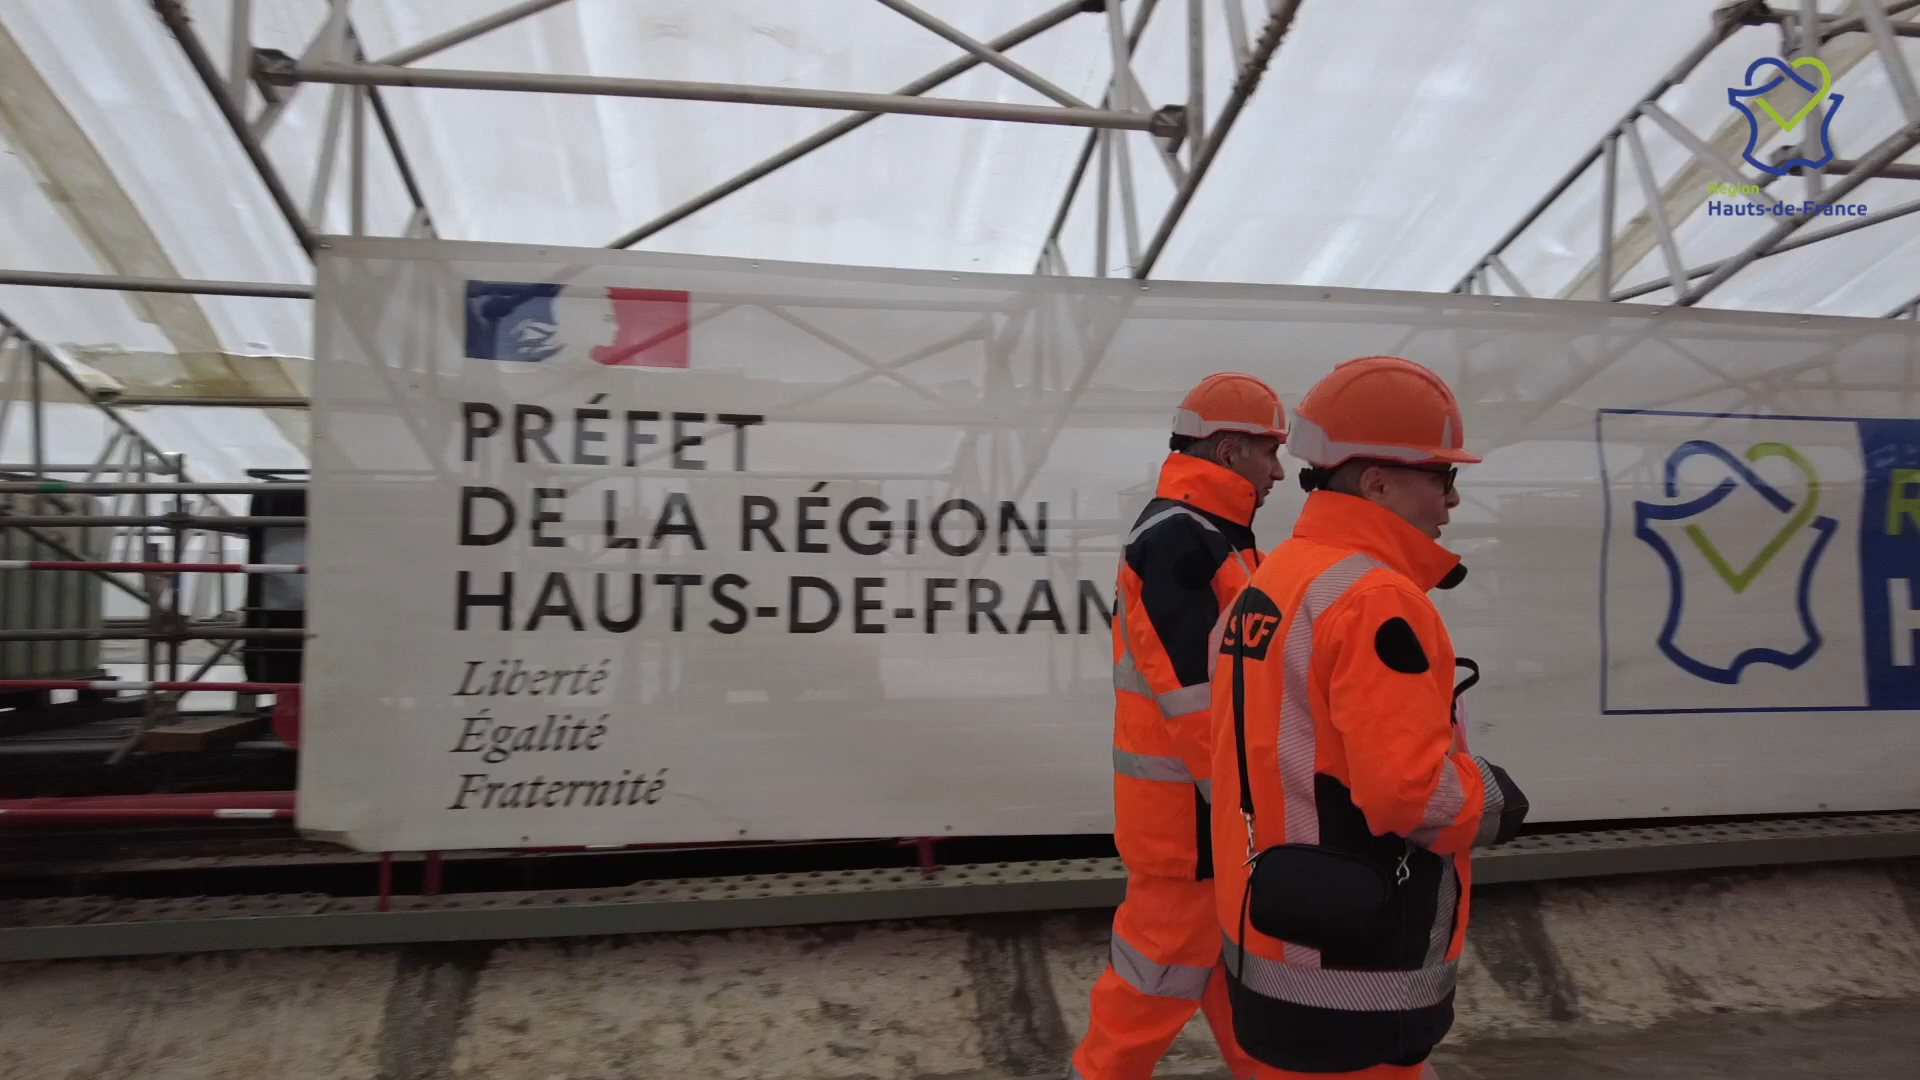 Région
Hauts-de-France
PRÉFET
DE LA RÉGION
HAUTS-DE-FRAN
Liberté
Égalité
Fraternité
SNCF
R
H